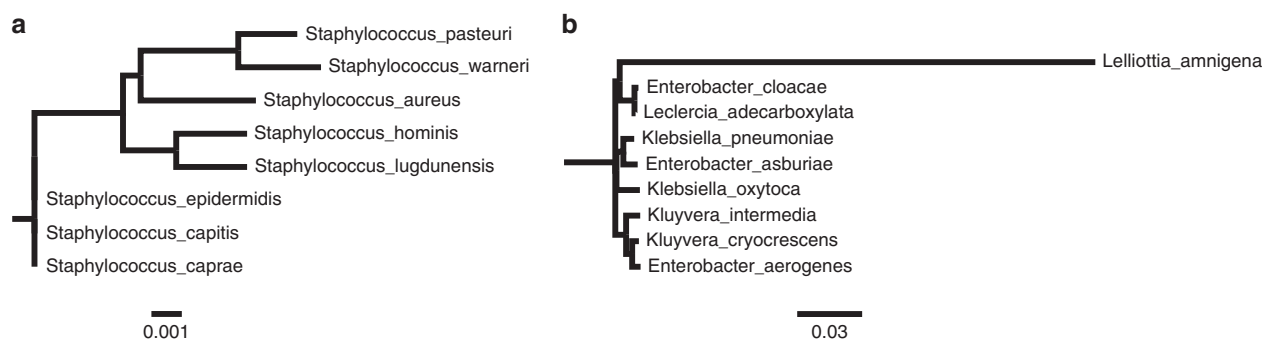 a
Staphylococcus_pasteuri
Staphylococcus_warneri
Staphylococcus_aureus
Staphylococcus_hominis
Staphylococcus_lugdunensis
Staphylococcus_epidermidis
Staphylococcus_capitis
Staphylococcus_caprae
0.001
b
Lelliottia_amnigena
Enterobacter_cloacae
Leclercia_adecarboxylata
Klebsiella_pneumoniae
Enterobacter_asburiae
Klebsiella_oxytoca
Kluyvera_intermedia
Kluyvera_cryocrescens
Enterobacter_aerogenes
0.03